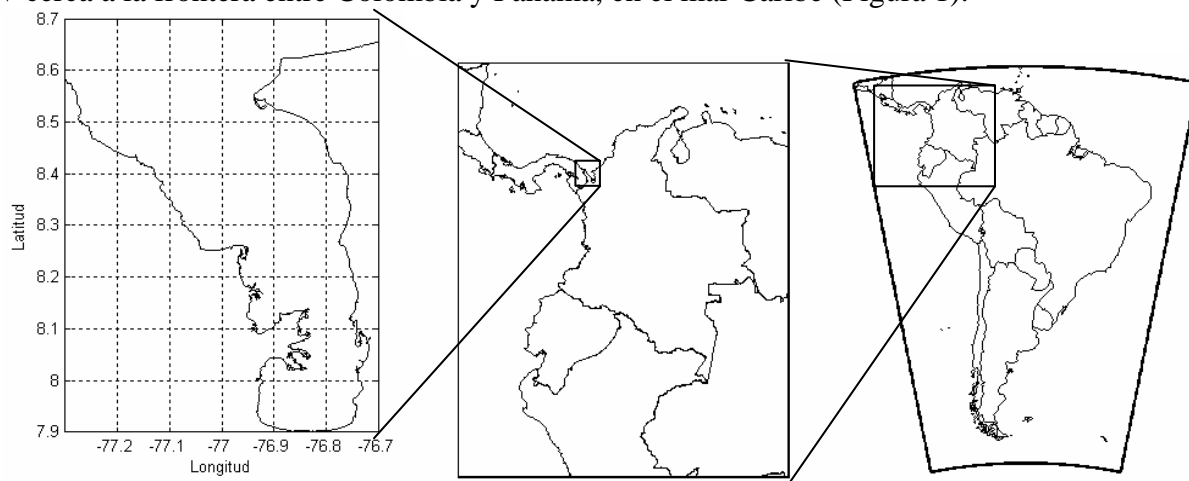 cerca a la frontera entre Colombia y Panamá, en el mar Caribe (Figura 1).
8.7
8.6
8.5
8.4
8.3
8.2
8.1
8
7.9
Latitud
-77.2 -77.1 -77 -76.9 -76.8 -76.7
Longitud